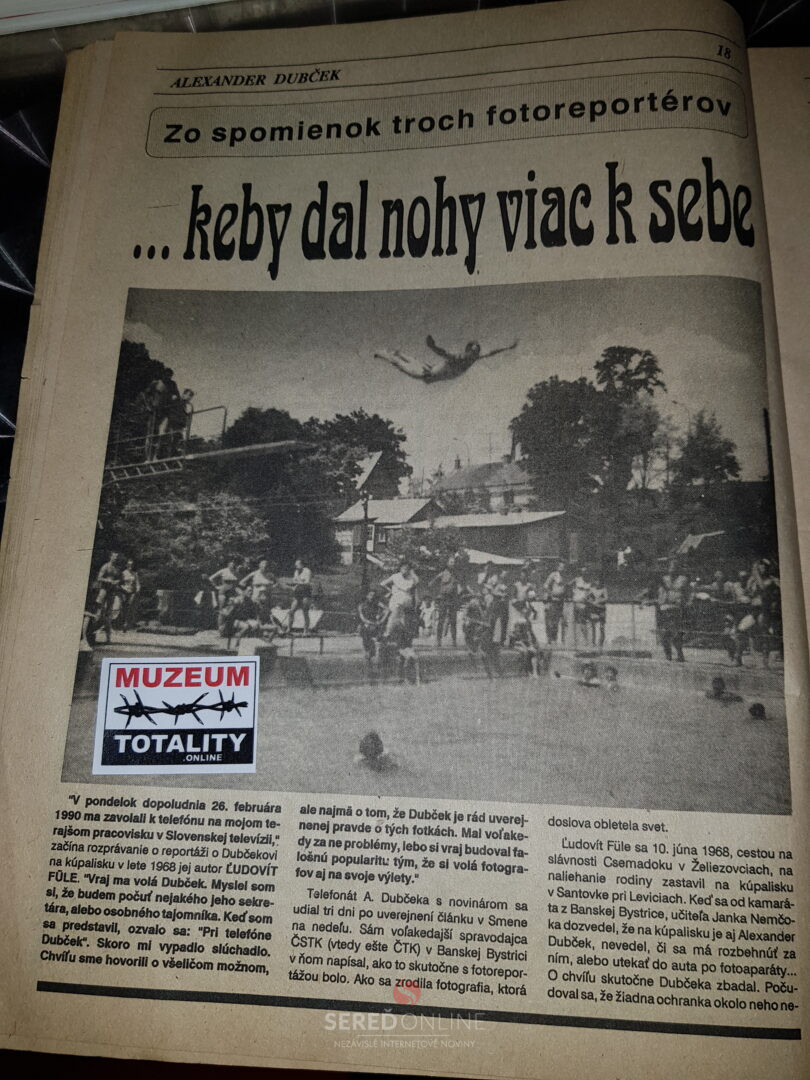 ALEXANDER DUBČEK
18
Zo spomienok troch fotoreportérov
... keby dal nohy viac k sebe
MUZEUM
TOTALITY
.ONLINE
"V pondelok dopoludnia 26. februára
1990 ma zavolali k telefónu na mojom te-
rajšom pracovisku v Slovenskej televízii,"
začína rozprávanie o reportáži o Dubčekovi
na kúpalisku v lete 1968 jej autor ĽUDOVÍT
FÜLE. "Vraj ma volá Dubček. Myslel som
si, že budem počuť nejakého jeho sekre-
tára, alebo osobného tajomníka. Keď som
sa predstavil, ozvalo sa: "Pri telefóne
Dubček". Skoro mi vypadlo slúchadlo.
Chvíľu sme hovorili o všeličom možnom,
ale najmä o tom, že Dubček je rád uverej-
nenej pravde o tých fotkách. Mal voľake-
dy za ne problémy, lebo si vraj budoval fa-
lošnú popularitu tým, že si volá fotogra-
fov aj na svoje výlety."
Telefonát A. Dubčeka s novinárom sa
udial tri dni po uverejnení článku v Smene
na nedeľu. Sám voľakedajší spravodajca
ČSTK (vtedy ešte ČTK) v Banskej Bystrici
v ňom napísal, ako to skutočne s fotorepor-
tážou bolo. Ako sa zrodila fotografia, ktorá
doslova obletela svet.
Ľudovít Füle sa 10. júna 1968, cestou na
slávnosti Csemadoku v Želiezovciach, na
naliehanie rodiny zastavil na kúpalisku
v Santovke pri Leviciach. Keď sa od kamará-
ta z Banskej Bystrice, učiteľa Janka Nemčo-
ka dozvedel, že na kúpalisku je aj Alexander
Dubček, nevedel, či sa má rozbehnúť za
ním, alebo utekať do auta po fotoaparáty...
O chvíľu skutočne Dubčeka zbadal. Poču-
doval sa, že žiadna ochranka okolo neho ne-
SEREĎONLINE
NEZÁVISLÉ INTERNETOVÉ NOVINY